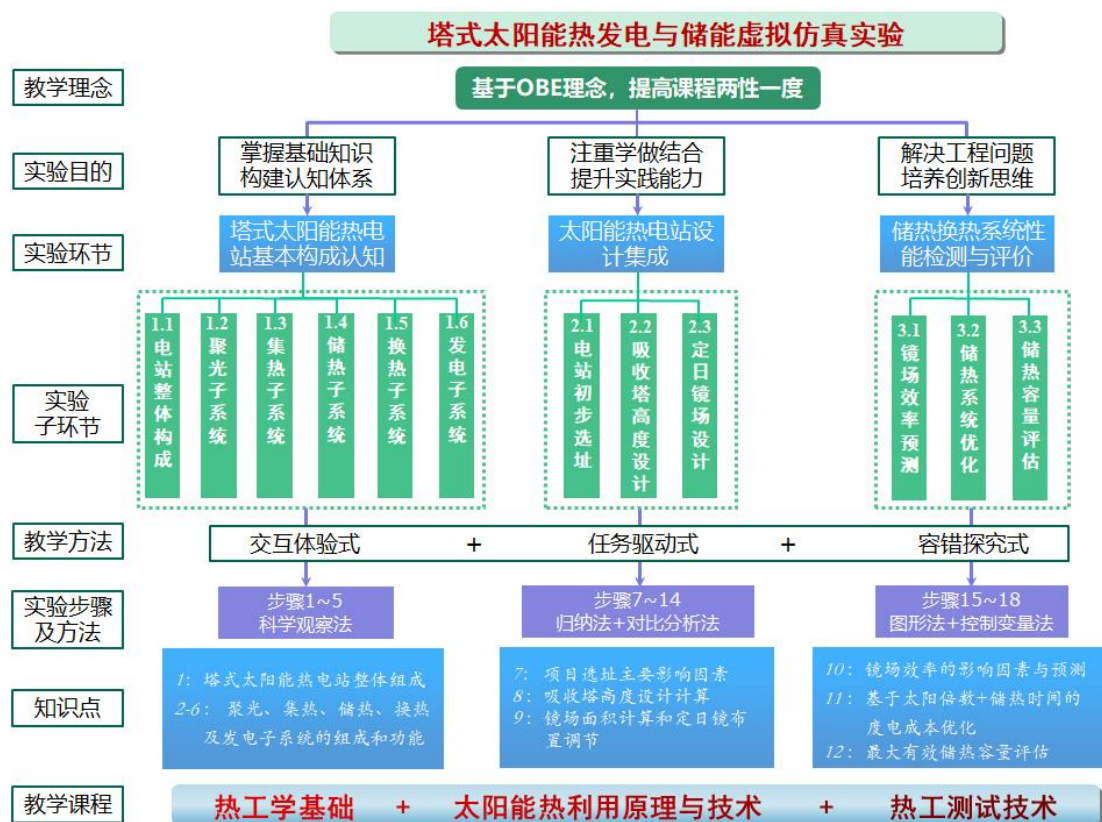 塔式太阳能热发电与储能虚拟仿真实验
教学理念
基于OBE理念，提高课程两性一度
实验目的
掌握基础知识
构建认知体系
注重学做结合
提升实践能力
解决工程问题
培养创新思维
实验环节
塔式太阳能热电
站基本构成认知
太阳能热电站设
计集成
储热换热系统性
能检测与评价
实验
子环节
1.1 电站整体构成
1.2 聚光子系统
1.3 集热子系统
1.4 储热子系统
1.5 换热子系统
1.6 发电子系统
2.1 电站初步选址
2.2 吸收塔高度设计
2.3 定日镜场设计
3.1 镜场效率预测
3.2 储热系统优化
3.3 储热容量评估
教学方法
交互体验式 + 任务驱动式 + 容错探究式
实验步骤
及方法
步骤1~5
科学观察法
步骤7~14
归纳法+对比分析法
步骤15~18
图形法+控制变量法
知识点
1：塔式太阳能热电站整体组成
2-6：聚光、集热、储热、换热
及发电子系统的组成和功能
7：项目选址主要影响因素
8：吸收塔高度设计计算
9：镜场面积计算和定日镜布
置调节
10：镜场效率的影响因素与预测
11：基于太阳倍数+储热时间的
度电成本优化
12：最大有效储热容量评估
教学课程
热工学基础 + 太阳能热利用原理与技术 + 热工测试技术